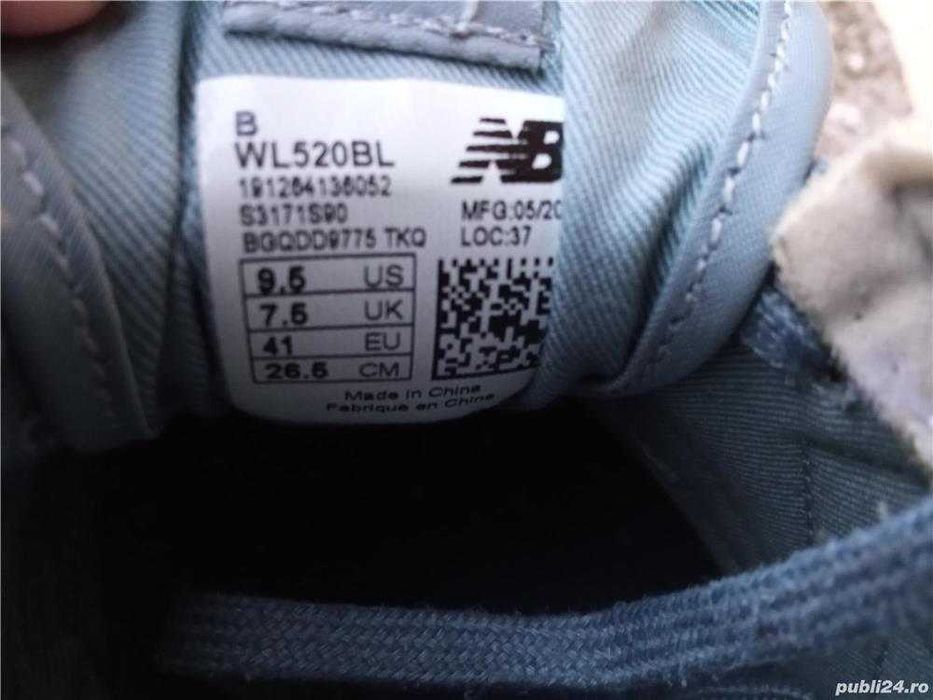 B
WL520BL
NB
191264136052
S3171S90
MFG:05/20
BGQDD9775 TKQ
LOC:37
9.5 US
7.5 UK
41 EU
26.5 CM
Made in China
Fabrique en Chine
publi24.ro